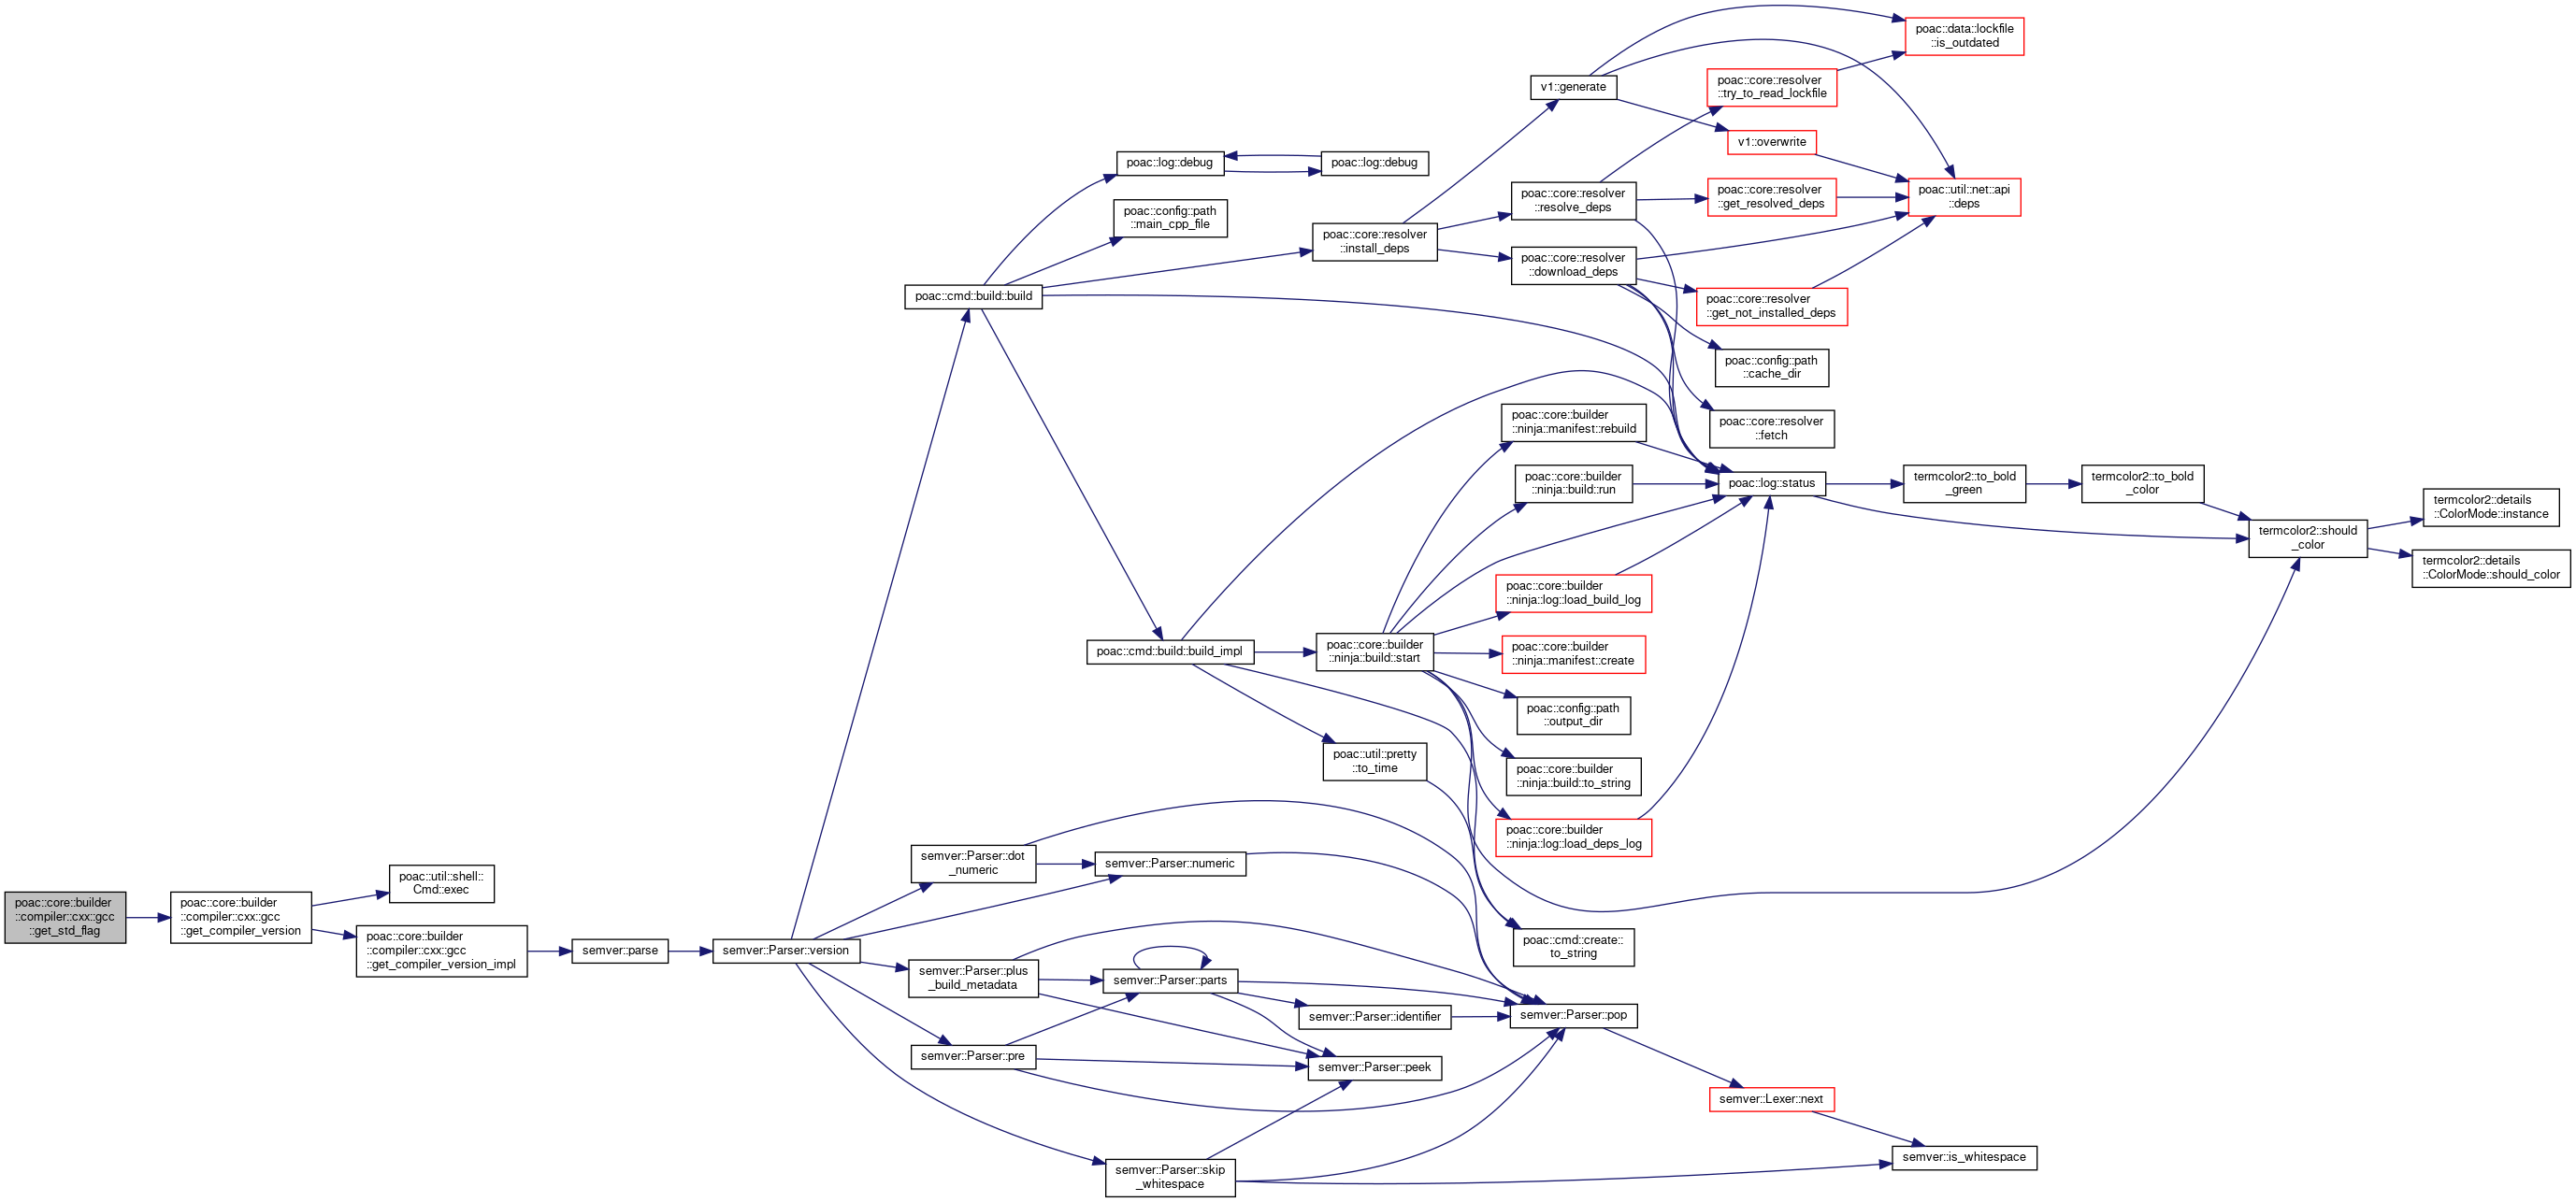 poac::core::builder
::compiler::cxx::gcc
::get_std_flag
poac::core::builder
::compiler::cxx::gcc
::get_compiler_version
poac::util::shell::
Cmd::exec
poac::core::builder
::compiler::cxx::gcc
::get_compiler_version_impl
semver::parse
semver::Parser::version
poac::cmd::build::build
poac::log::debug
poac::log::debug
poac::config::path
::main_cpp_file
poac::core::resolver
::install_deps
v1::generate
poac::data::lockfile
::is_outdated
poac::core::resolver
::try_to_read_lockfile
v1::overwrite
poac::core::resolver
::resolve_deps
poac::core::resolver
::get_resolved_deps
poac::util::net::api
::deps
poac::core::resolver
::download_deps
poac::core::resolver
::get_not_installed_deps
poac::config::path
::cache_dir
poac::core::resolver
::fetch
poac::cmd::build::build_impl
poac::core::builder
::ninja::build::start
poac::core::builder
::ninja::manifest::rebuild
poac::core::builder
::ninja::build::run
poac::log::status
termcolor2::to_bold
_green
termcolor2::to_bold
_color
termcolor2::should
_color
termcolor2::details
::ColorMode::instance
termcolor2::details
::ColorMode::should_color
poac::core::builder
::ninja::log::load_build_log
poac::core::builder
::ninja::manifest::create
poac::config::path
::output_dir
poac::core::builder
::ninja::build::to_string
poac::core::builder
::ninja::log::load_deps_log
poac::util::pretty
::to_time
poac::cmd::create::
to_string
semver::Parser::dot
_numeric
semver::Parser::numeric
semver::Parser::plus
_build_metadata
semver::Parser::parts
semver::Parser::identifier
semver::Parser::pop
semver::Parser::pre
semver::Parser::peek
semver::Lexer::next
semver::Parser::skip
_whitespace
semver::is_whitespace